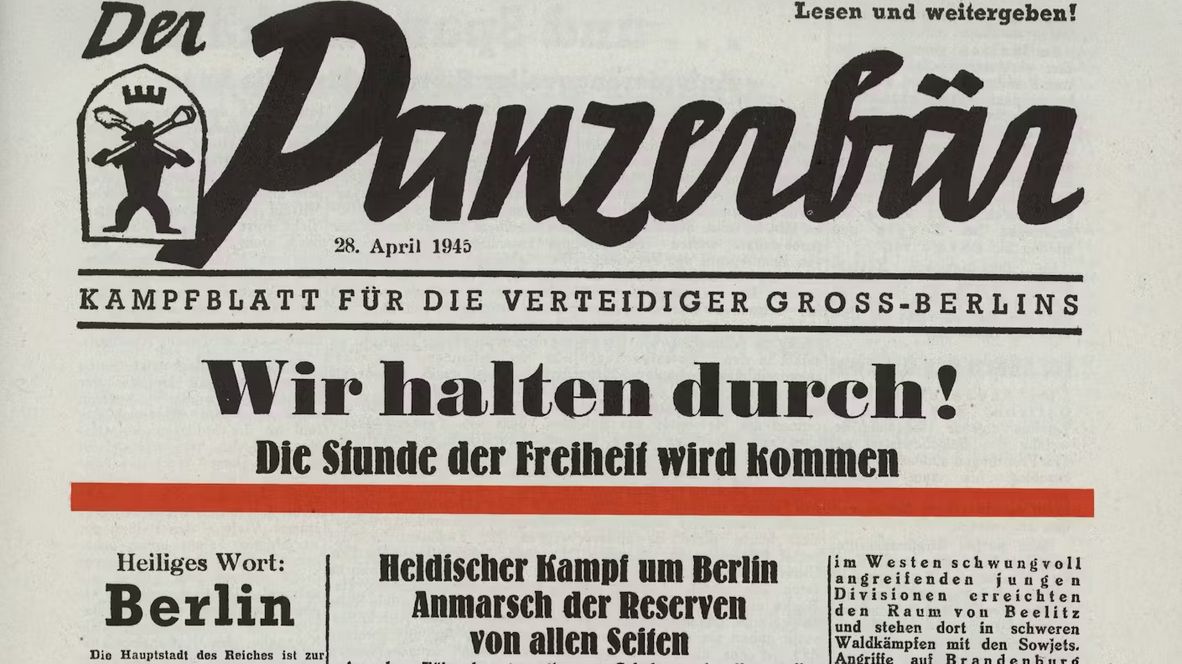 Der
Panzerbär
Lesen und weitergeben!
28. April 1945
KAMPFBLATT FÜR DIE VERTEIDIGER GROSS-BERLINS
Wir halten durch!
Die Stunde der Freiheit wird kommen
Heiliges Wort:
Berlin
Die Hauptstadt des Reiches ist zur
Heldischer Kampf um Berlin
Anmarsch der Reserven
von allen Seiten
im Westen schwungvoll
angreifenden jungen
Divisionen erreichten
den Raum von Beelitz
und stehen dort in schweren
Waldkämpfen mit den Sowjets.
Angriffe auf Brandenburg